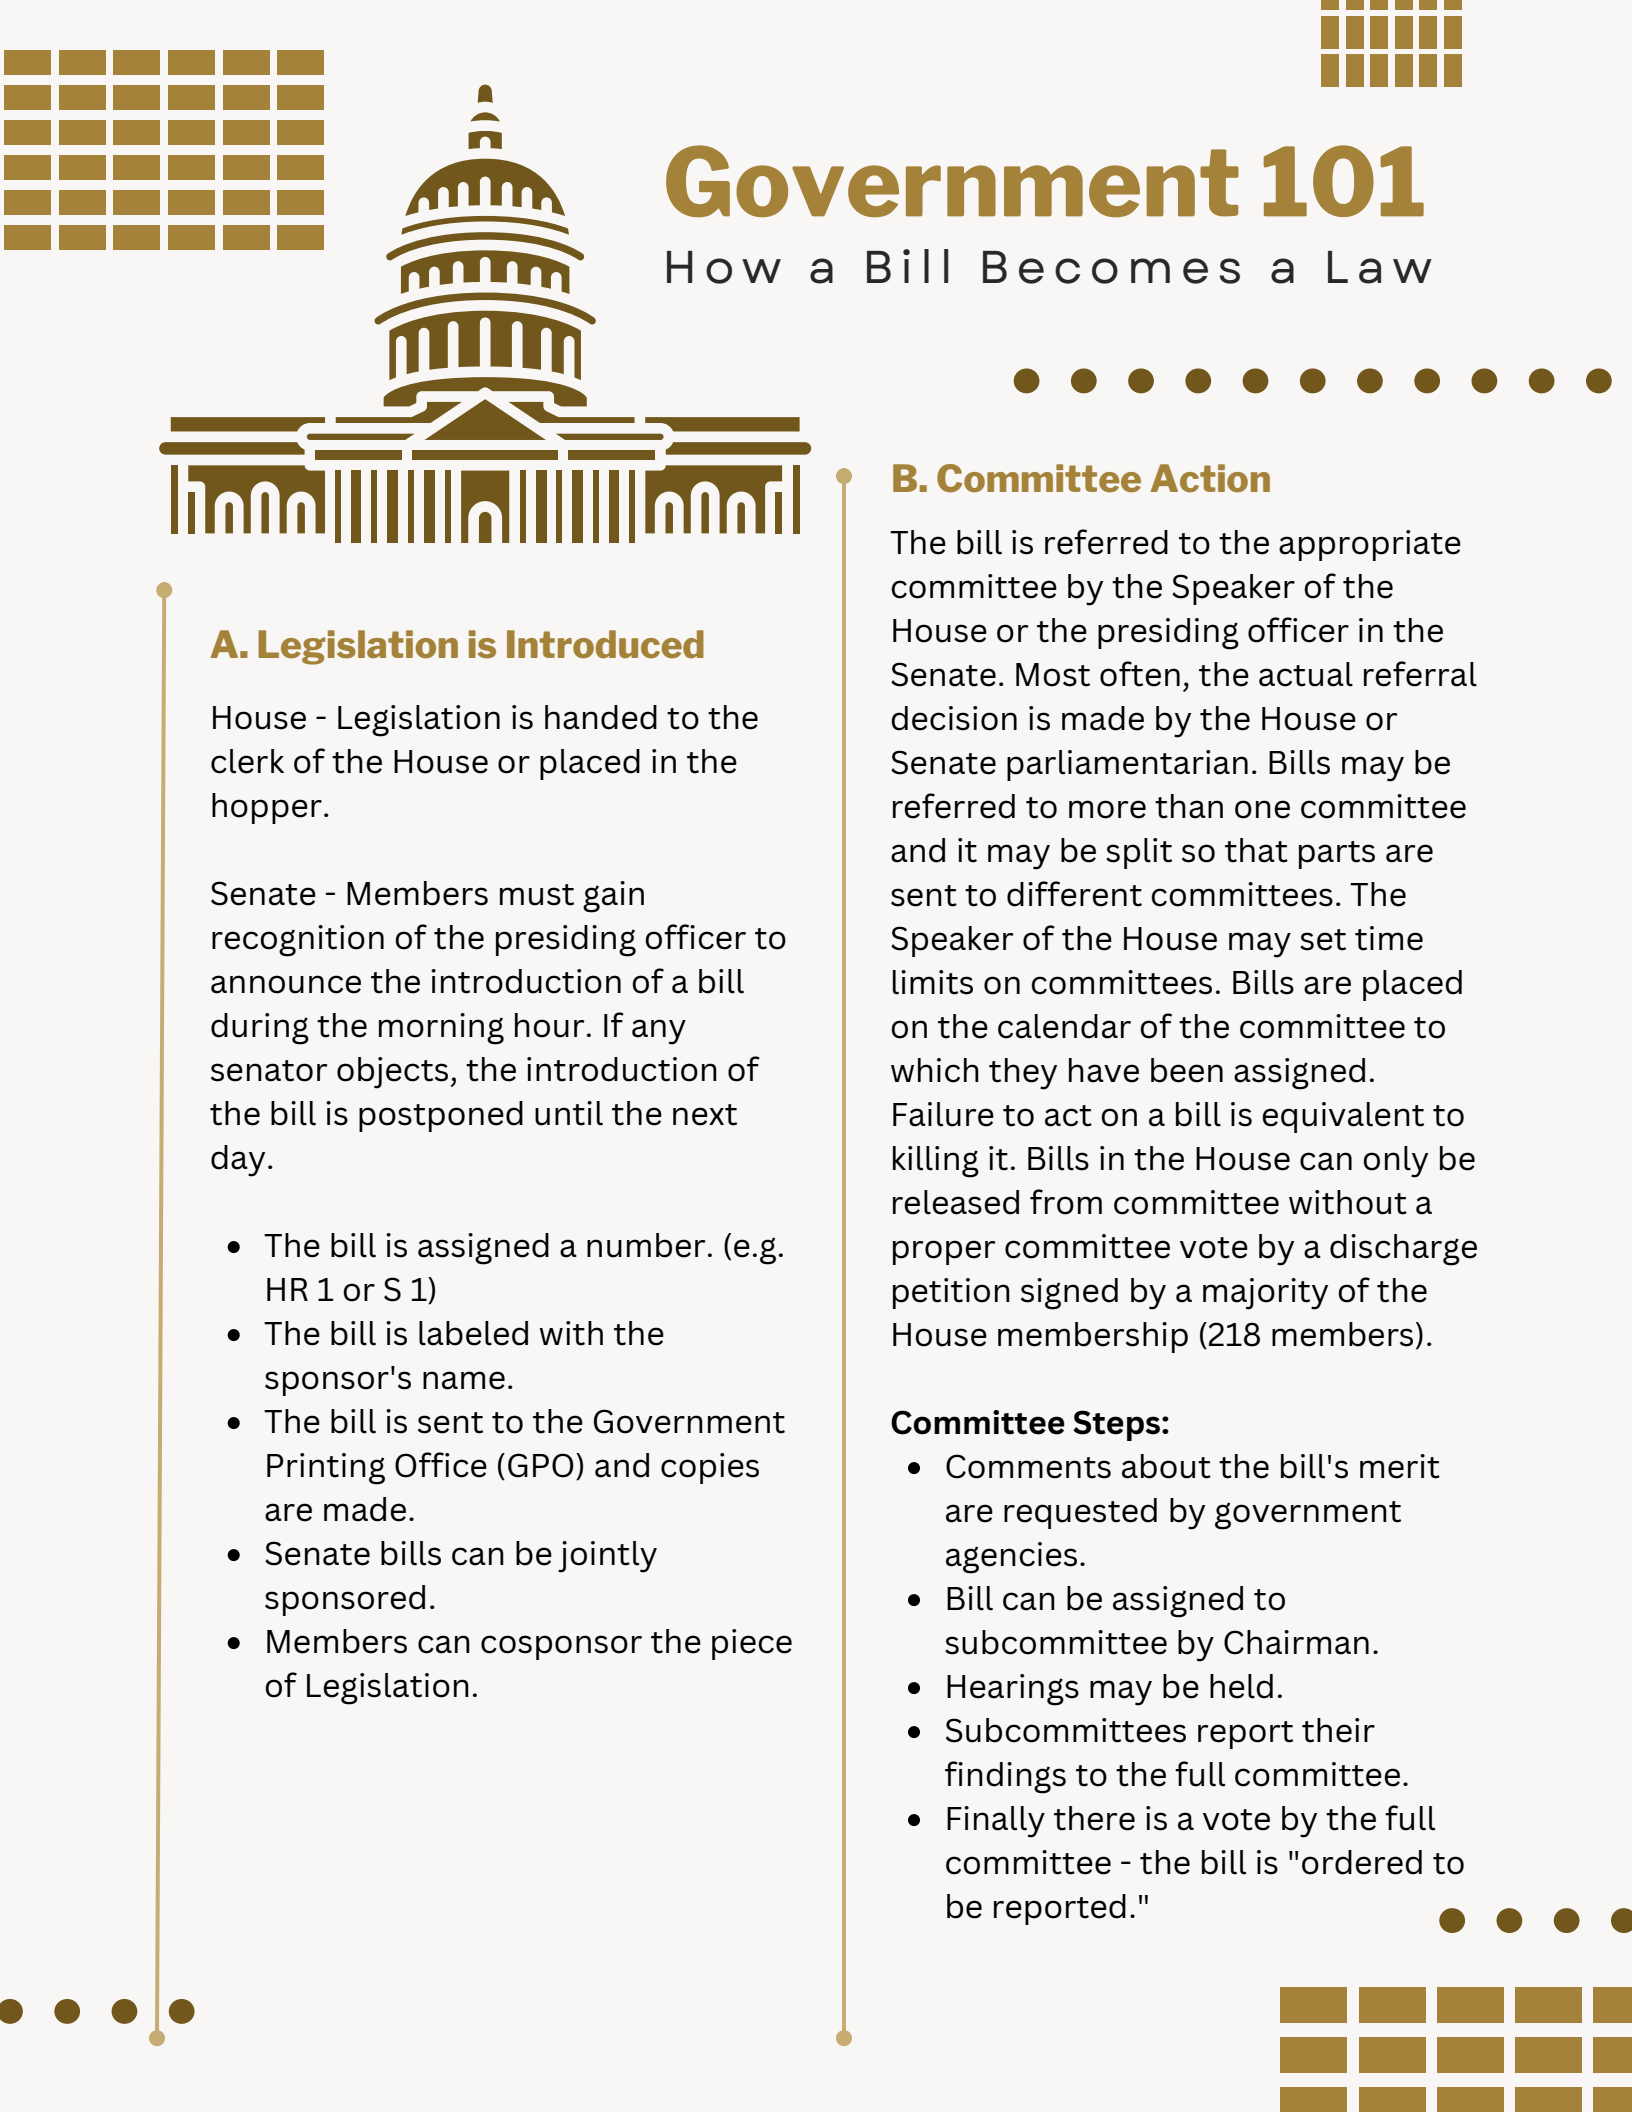 Government 101
How a Bill Becomes a Law
A. Legislation is Introduced
House - Legislation is handed to the
clerk of the House or placed in the
hopper.
Senate - Members must gain
recognition of the presiding officer to
announce the introduction of a bill
during the morning hour. If any
senator objects, the introduction of
the bill is postponed until the next
day.
• The bill is assigned a number. (e.g.
HR 1 or S 1)
• The bill is labeled with the
sponsor's name.
• The bill is sent to the Government
Printing Office (GPO) and copies
are made.
• Senate bills can be jointly
sponsored.
• Members can cosponsor the piece
of Legislation.
B. Committee Action
The bill is referred to the appropriate
committee by the Speaker of the
House or the presiding officer in the
Senate. Most often, the actual referral
decision is made by the House or
Senate parliamentarian. Bills may be
referred to more than one committee
and it may be split so that parts are
sent to different committees. The
Speaker of the House may set time
limits on committees. Bills are placed
on the calendar of the committee to
which they have been assigned.
Failure to act on a bill is equivalent to
killing it. Bills in the House can only be
released from committee without a
proper committee vote by a discharge
petition signed by a majority of the
House membership (218 members).
Committee Steps:
• Comments about the bill's merit
are requested by government
agencies.
• Bill can be assigned to
subcommittee by Chairman.
• Hearings may be held.
• Subcommittees report their
findings to the full committee.
• Finally there is a vote by the full
committee - the bill is "ordered to
be reported."